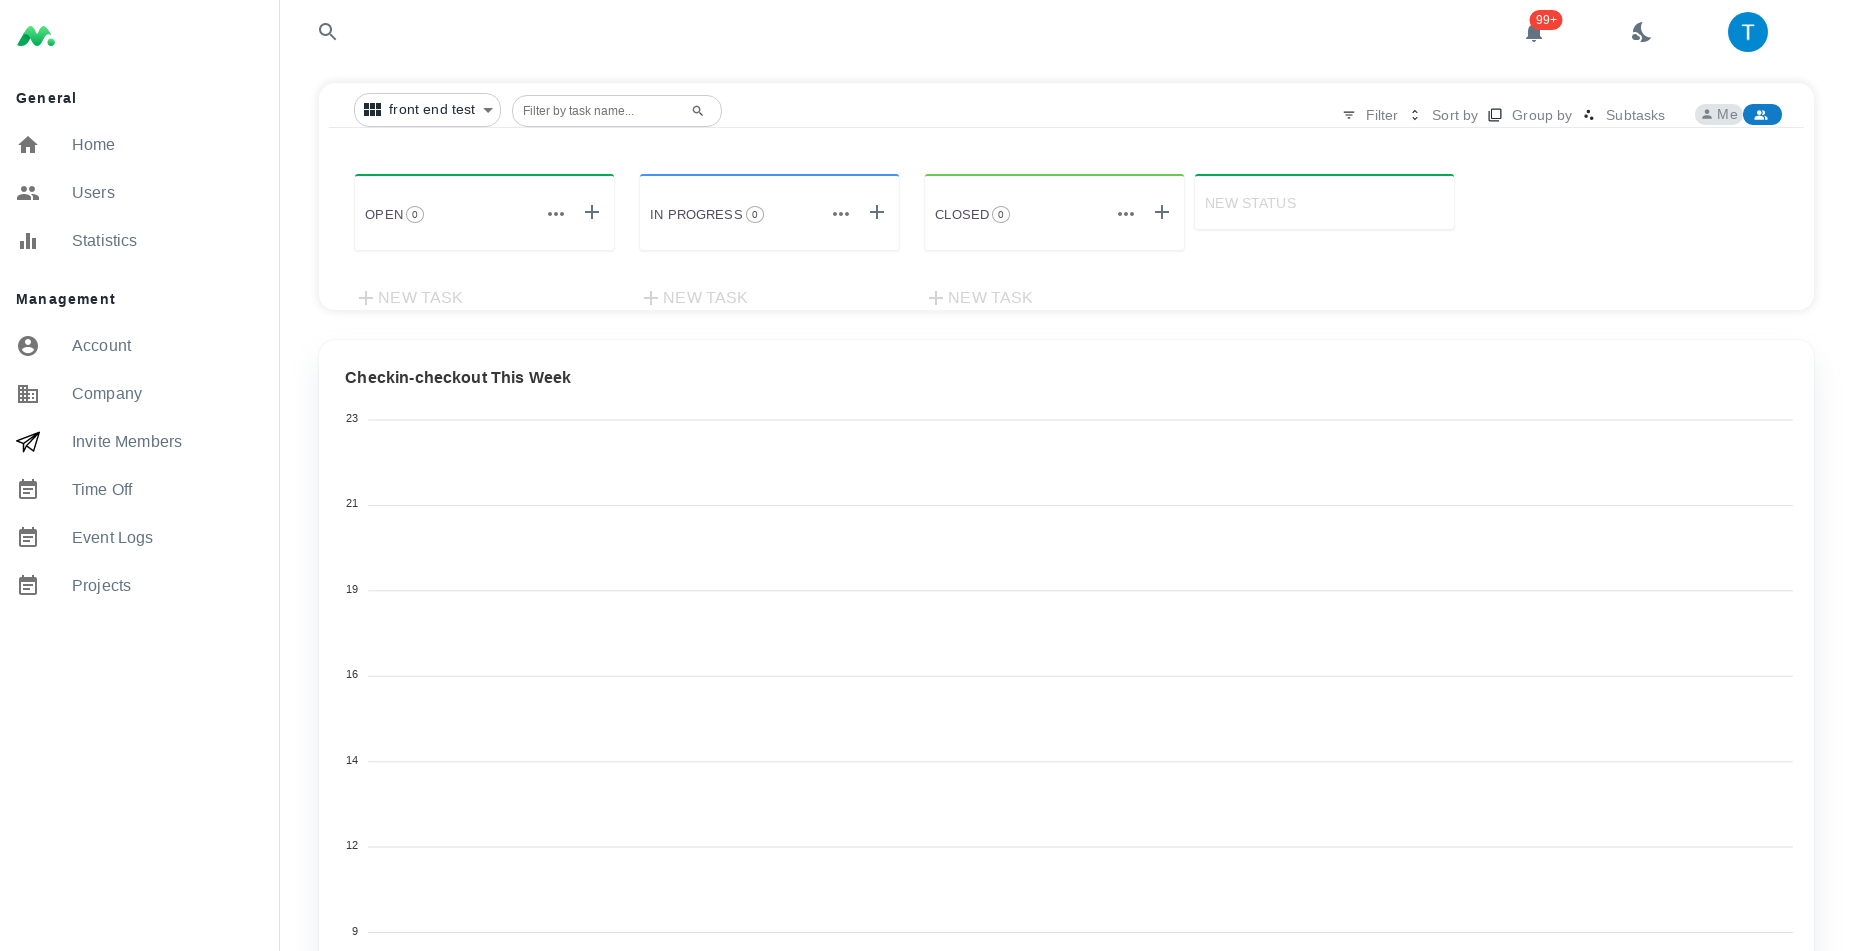 99+
T
General
Home
Users
Statistics
Management
Account
Company
Invite Members
Time Off
Event Logs
Projects
front end test
Filter by task name...
Filter
Sort by
Group by
Subtasks
Me
OPEN 0
IN PROGRESS 0
CLOSED 0
NEW STATUS
NEW TASK
NEW TASK
NEW TASK
Checkin-checkout This Week
23
21
19
16
14
12
9